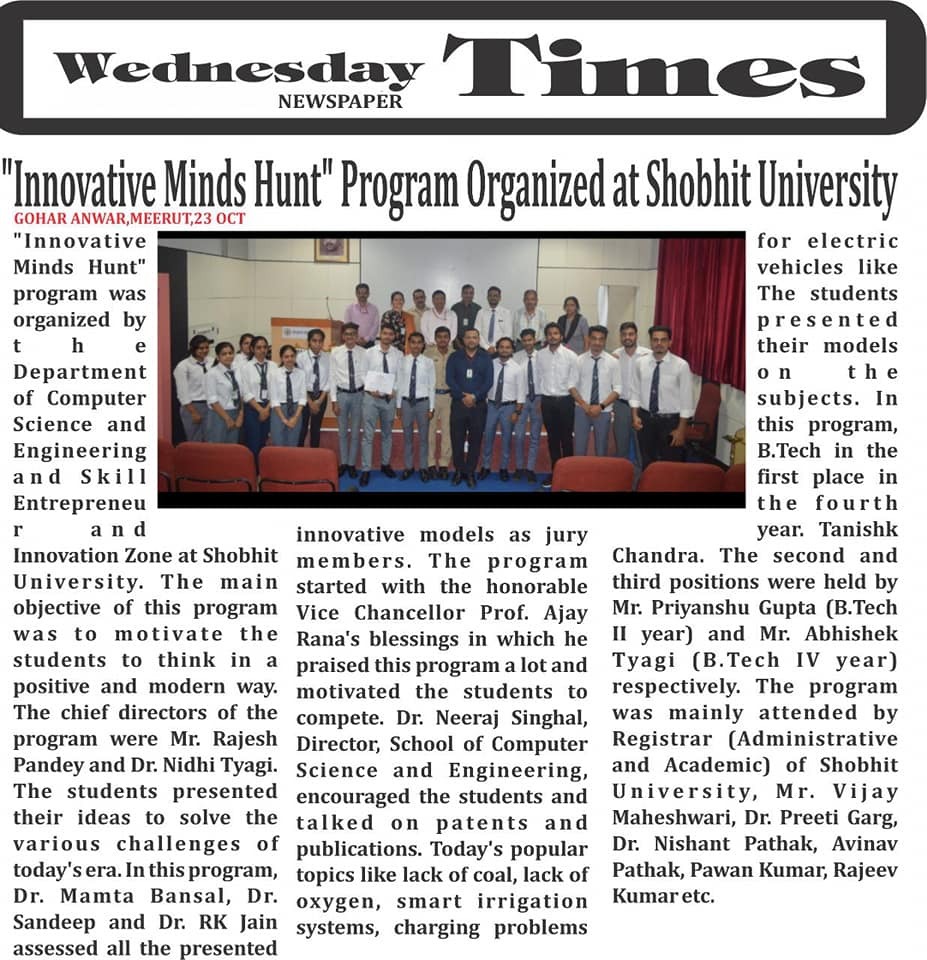 Wednesday Times
NEWSPAPER
"Innovative Minds Hunt" Program Organized at Shobhit University
GOHAR ANWAR,MEERUT,23 OCT
"Innovative
Minds Hunt"
program was
organized by
t h e
Department
of Computer
Science and
Engineering
and Skill
Entrepreneu
r and
Innovation Zone at Shobhit
University. The main
objective of this program
was to motivate the
students to think in a
positive and modern way.
The chief directors of the
program were Mr. Rajesh
Pandey and Dr. Nidhi Tyagi.
The students presented
their ideas to solve the
various challenges of
today's era. In this program,
Dr. Mamta Bansal, Dr.
Sandeep and Dr. RK Jain
assessed all the presented
innovative models as jury
members. The program
started with the honorable
Vice Chancellor Prof. Ajay
Rana's blessings in which he
praised this program a lot and
motivated the students to
compete. Dr. Neeraj Singhal,
Director, School of Computer
Science and Engineering,
encouraged the students and
talked on patents and
publications. Today's popular
topics like lack of coal, lack of
oxygen, smart irrigation
systems, charging problems
for electric
vehicles like
The students
presented
their models
on the
subjects. In
this program,
B.Tech in the
first place in
the fourth
year. Tanishk
Chandra. The second and
third positions were held by
Mr. Priyanshu Gupta (B.Tech
II year) and Mr. Abhishek
Tyagi (B.Tech IV year)
respectively. The program
was mainly attended by
Registrar (Administrative
and Academic) of Shobhit
University, Mr. Vijay
Maheshwari, Dr. Preeti Garg,
Dr. Nishant Pathak, Avinav
Pathak, Pawan Kumar, Rajeev
Kumar etc.